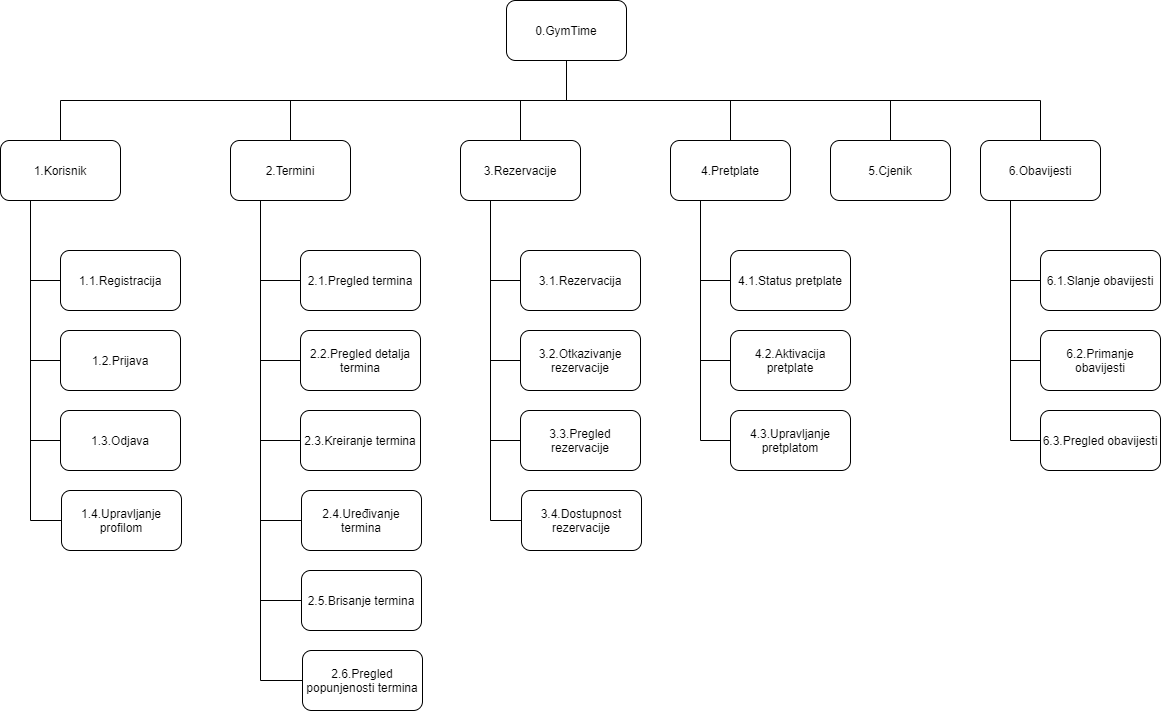 0.GymTime
1.Korisnik
2.Termini
3.Rezervacije
4.Pretplate
5.Cjenik
6.Obavijesti
1.1.Registracija
1.2.Prijava
1.3.Odjava
1.4.Upravljanje
profilom
2.1.Pregled termina
2.2.Pregled detalja
termina
2.3.Kreiranje termina
2.4.Uređivanje
termina
2.5.Brisanje termina
2.6.Pregled
popunjenosti termina
3.1.Rezervacija
3.2.Otkazivanje
rezervacije
3.3.Pregled
rezervacije
3.4.Dostupnost
rezervacije
4.1.Status pretplate
4.2.Aktivacija
pretplate
4.3.Upravljanje
pretplatom
6.1.Slanje obavijesti
6.2.Primanje
obavijesti
6.3.Pregled obavijesti